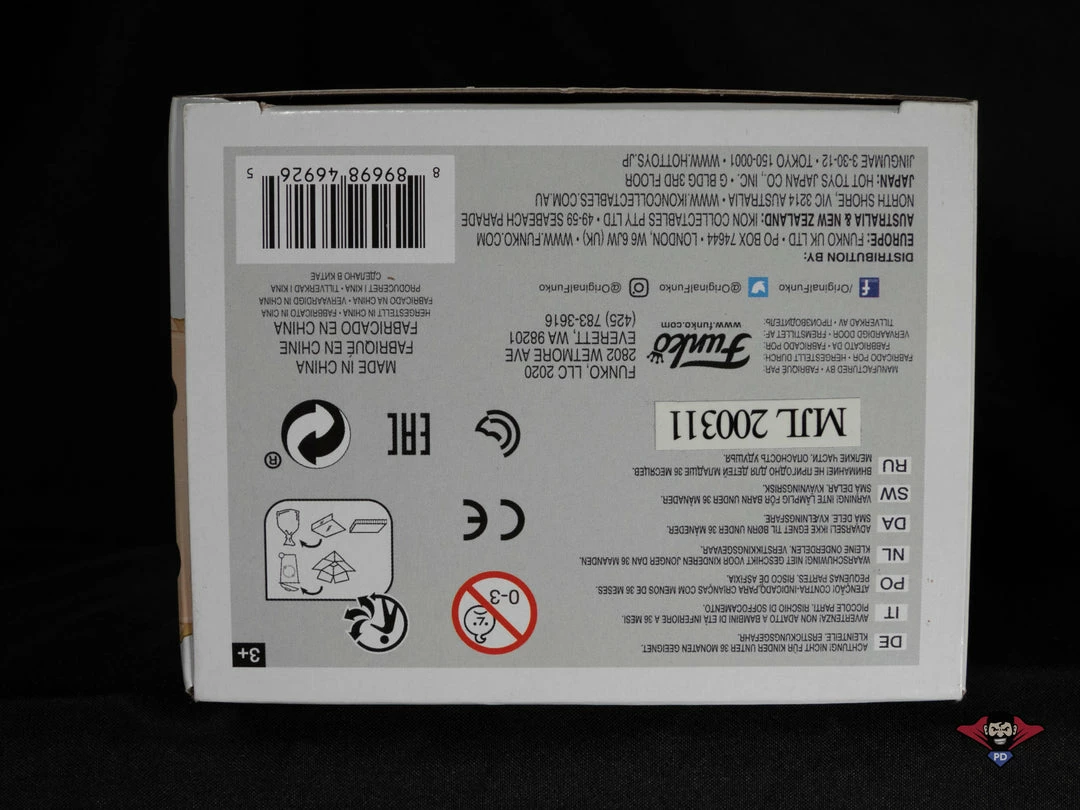 3+
DE
ACHTUNG! NICHT FÜR KINDER UNTER 36 MONATEN GEEIGNET.
KLEINTEILE. ERSTICKUNGSGEFAHR.
IT
AVVERTENZA! NON ADATTO A BAMBINI DI ETÀ INFERIORE A 36 MESI.
PICCOLE PARTI. RISCHIO DI SOFFOCAMENTO.
PO
ATENÇÃO! CONTRA-INDICADO PARA CRIANÇAS COM MENOS DE 36 MESES.
PEQUENAS PARTES. RISCO DE ASFIXIA.
NL
WAARSCHUWING! NIET GESCHIKT VOOR KINDEREN JONGER DAN 36 MAANDEN.
KLEINE ONDERDELEN. VERSTIKKINGSGEVAAR.
DA
ADVARSEL! IKKE EGNET TIL BØRN UNDER 36 MÅNEDER.
SMÅ DELE. KVÆLNINGSFARE.
SW
VARNING! INTE LÄMPLIG FÖR BARN UNDER 36 MÅNADER.
SMÅ DELAR. KVÄVNINGSRISK.
RU
ВНИМАНИЕ! НЕ ПРИГОДНО ДЛЯ ДЕТЕЙ МЛАДШЕ 36 МЕСЯЦЕВ.
МЕЛКИЕ ЧАСТИ. ОПАСНОСТЬ УДУШЬЯ.
0-3
CE
EAC
®
MJL 200311
MANUFACTURED BY • FABRIQUÉ PAR:
FABRICADO POR • HERGESTELLT DURCH:
FABBRICATO DA • FABRICADO POR:
VERVAARDIGD DOOR • FREMSTILLET AF:
TILLVERKAD AV • ПРОИЗВОДИТЕЛЬ:
Funko
www.funko.com
FUNKO, LLC 2020
2802 WETMORE AVE
EVERETT, WA 98201
(425) 783-3616
MADE IN CHINA
FABRIQUÉ EN CHINE
FABRICADO EN CHINA
HERGESTELLT IN CHINA • FABBRICATO IN CHINA
FABRICADO NA CHINA • VERVAARDIGD IN CHINA
PRODUCERET I KINA • TILLVERKAD I KINA
СДЕЛАНО В КИТАЕ
f /OriginalFunko @OriginalFunko @OriginalFunko
DISTRIBUTION BY:
EUROPE: FUNKO UK LTD • PO BOX 74644 • LONDON, W6 6JW (UK) • WWW.FUNKO.COM
AUSTRALIA & NEW ZEALAND: IKON COLLECTABLES PTY LTD • 49-59 SEABEACH PARADE
NORTH SHORE, VIC 3214 AUSTRALIA • WWW.IKONCOLLECTABLES.COM.AU
JAPAN: HOT TOYS JAPAN CO., INC. • G BLDG 3RD FLOOR
JINGUMAE 3-30-12 • TOKYO 150-0001 • WWW.HOTTOYS.JP
8 89698 46926 5
PD